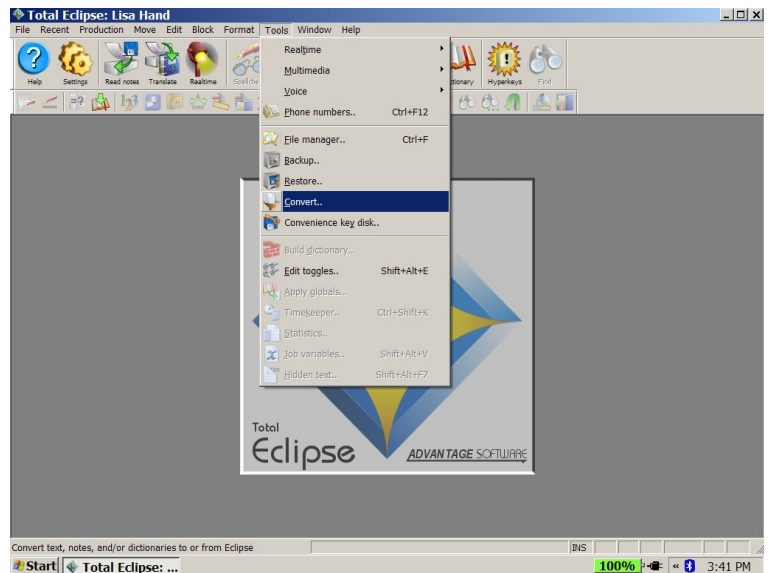 Total Eclipse: Lisa Hand
File Recent Production Move Edit Block Format Tools Window Help
Help Settings Read notes Translate Realtime Hyperkeys Find
Realtime
Multimedia
Voice
Phone numbers.. Ctrl+F12
File manager.. Ctrl+F
Backup..
Restore..
Convert..
Convenience key disk..
Build dictionary..
Edit toggles.. Shift+Alt+E
Apply globals..
Timekeeper.. Ctrl+Shift+K
Statistics..
Job variables.. Shift+Alt+V
Hidden text.. Shift+Alt+F7
Total
Eclipse
ADVANTAGE SOFTWARE
Convert text, notes, and/or dictionaries to or from Eclipse INS
Start Total Eclipse: ... 100% « 3:41 PM